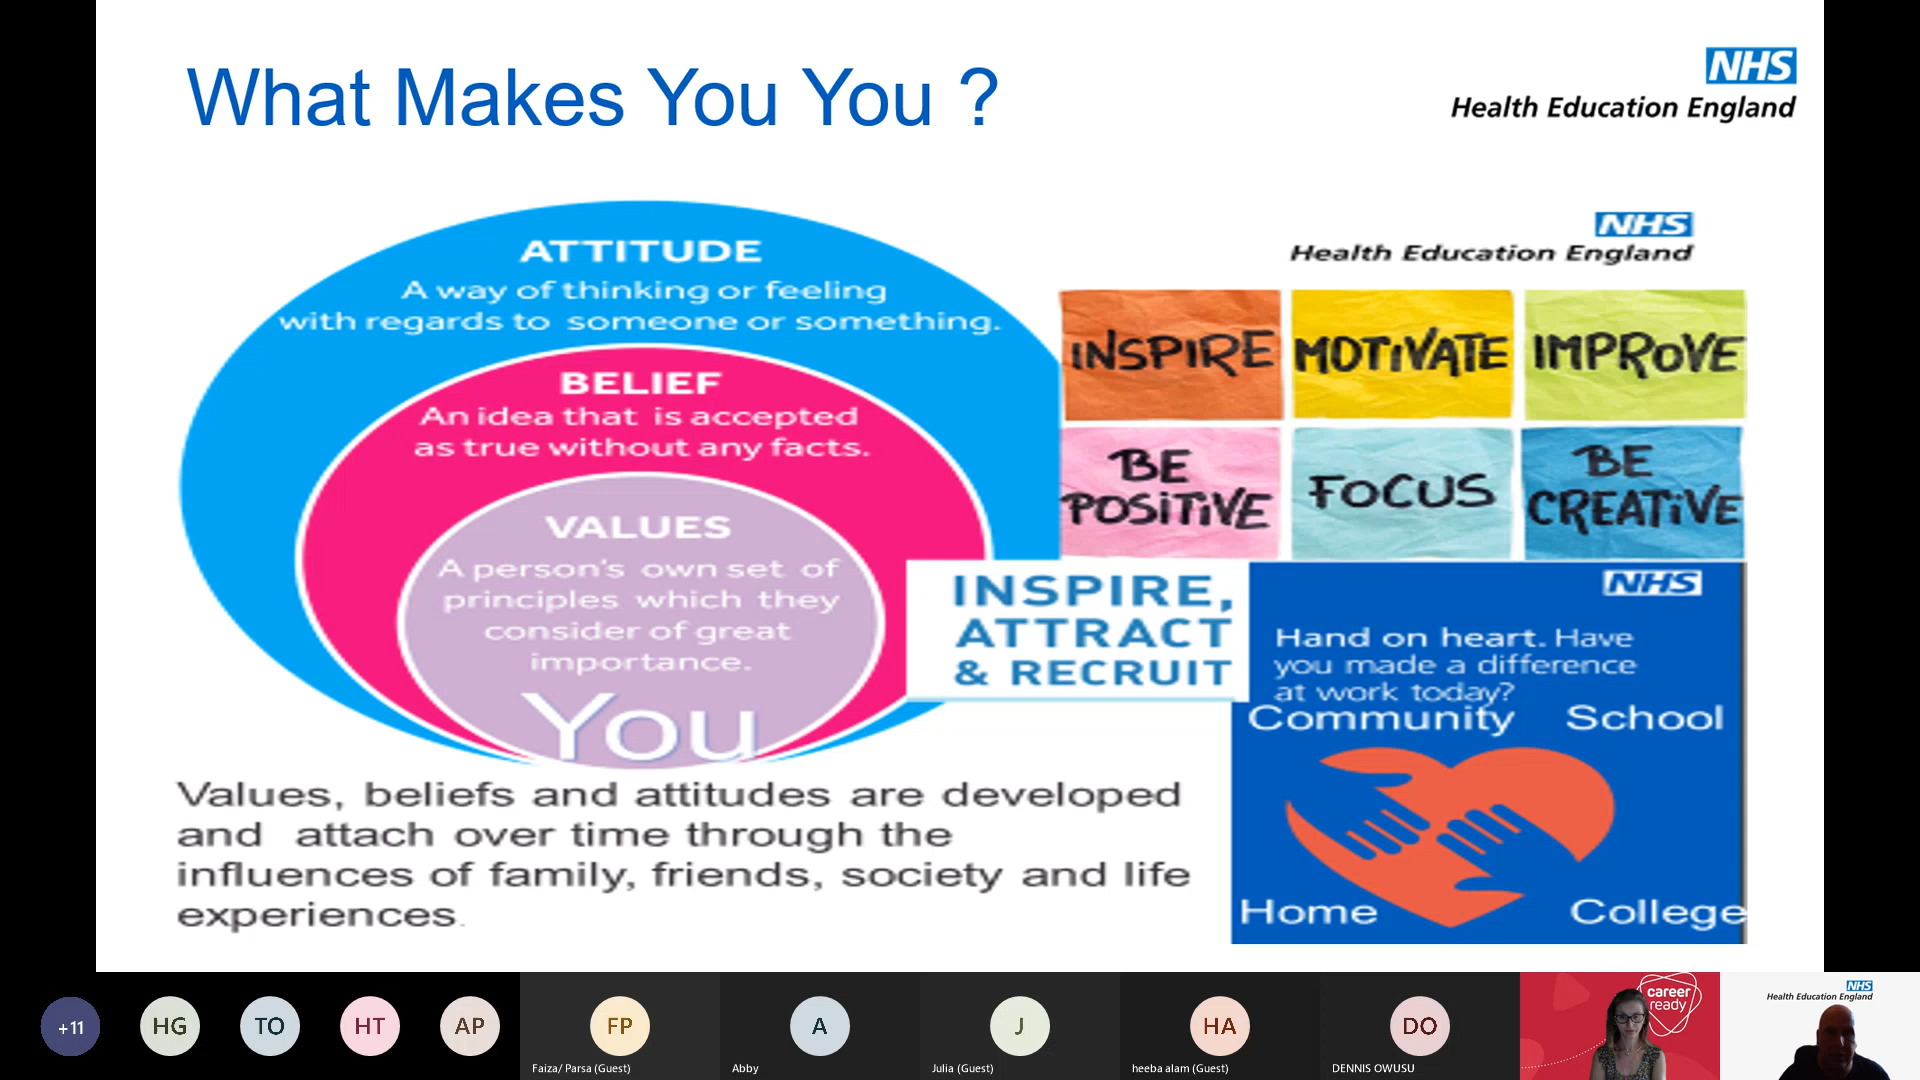 What Makes You You ?
NHS
Health Education England
ATTITUDE
A way of thinking or feeling
with regards to someone or something.
BELIEF
An idea that is accepted
as true without any facts.
VALUES
A person's own set of
principles which they
consider of great
importance.
You
NHS
Health Education England
INSPIRE
MOTIVATE
IMPROVE
BE
POSITIVE
FOCUS
BE
CREATIVE
INSPIRE,
ATTRACT
& RECRUIT
NHS
Hand on heart. Have
you made a difference
at work today?
Community School
Home College
Values, beliefs and attitudes are developed
and attach over time through the
influences of family, friends, society and life
experiences.
+11
HG
TO
HT
AP
FP
Faiza/ Parsa (Guest)
A
Abby
J
Julia (Guest)
HA
heeba alam (Guest)
DO
DENNIS OWUSU
career
ready
NHS
Health Education England